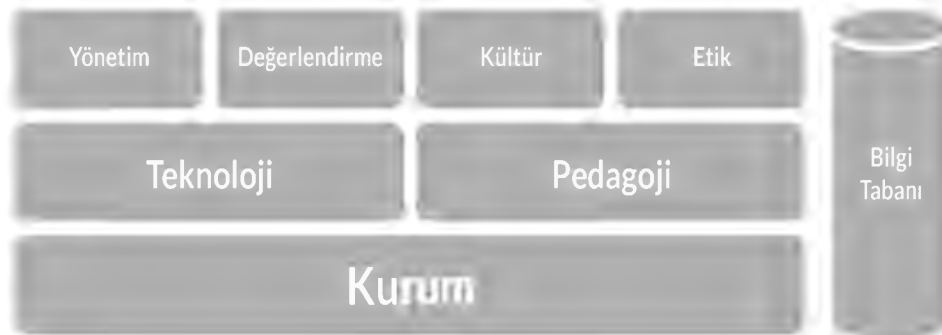 Yönetim
Değerlendirme
Kültür
Etik
Teknoloji
Pedagoji
Bilgi
Tabanı
Kurum